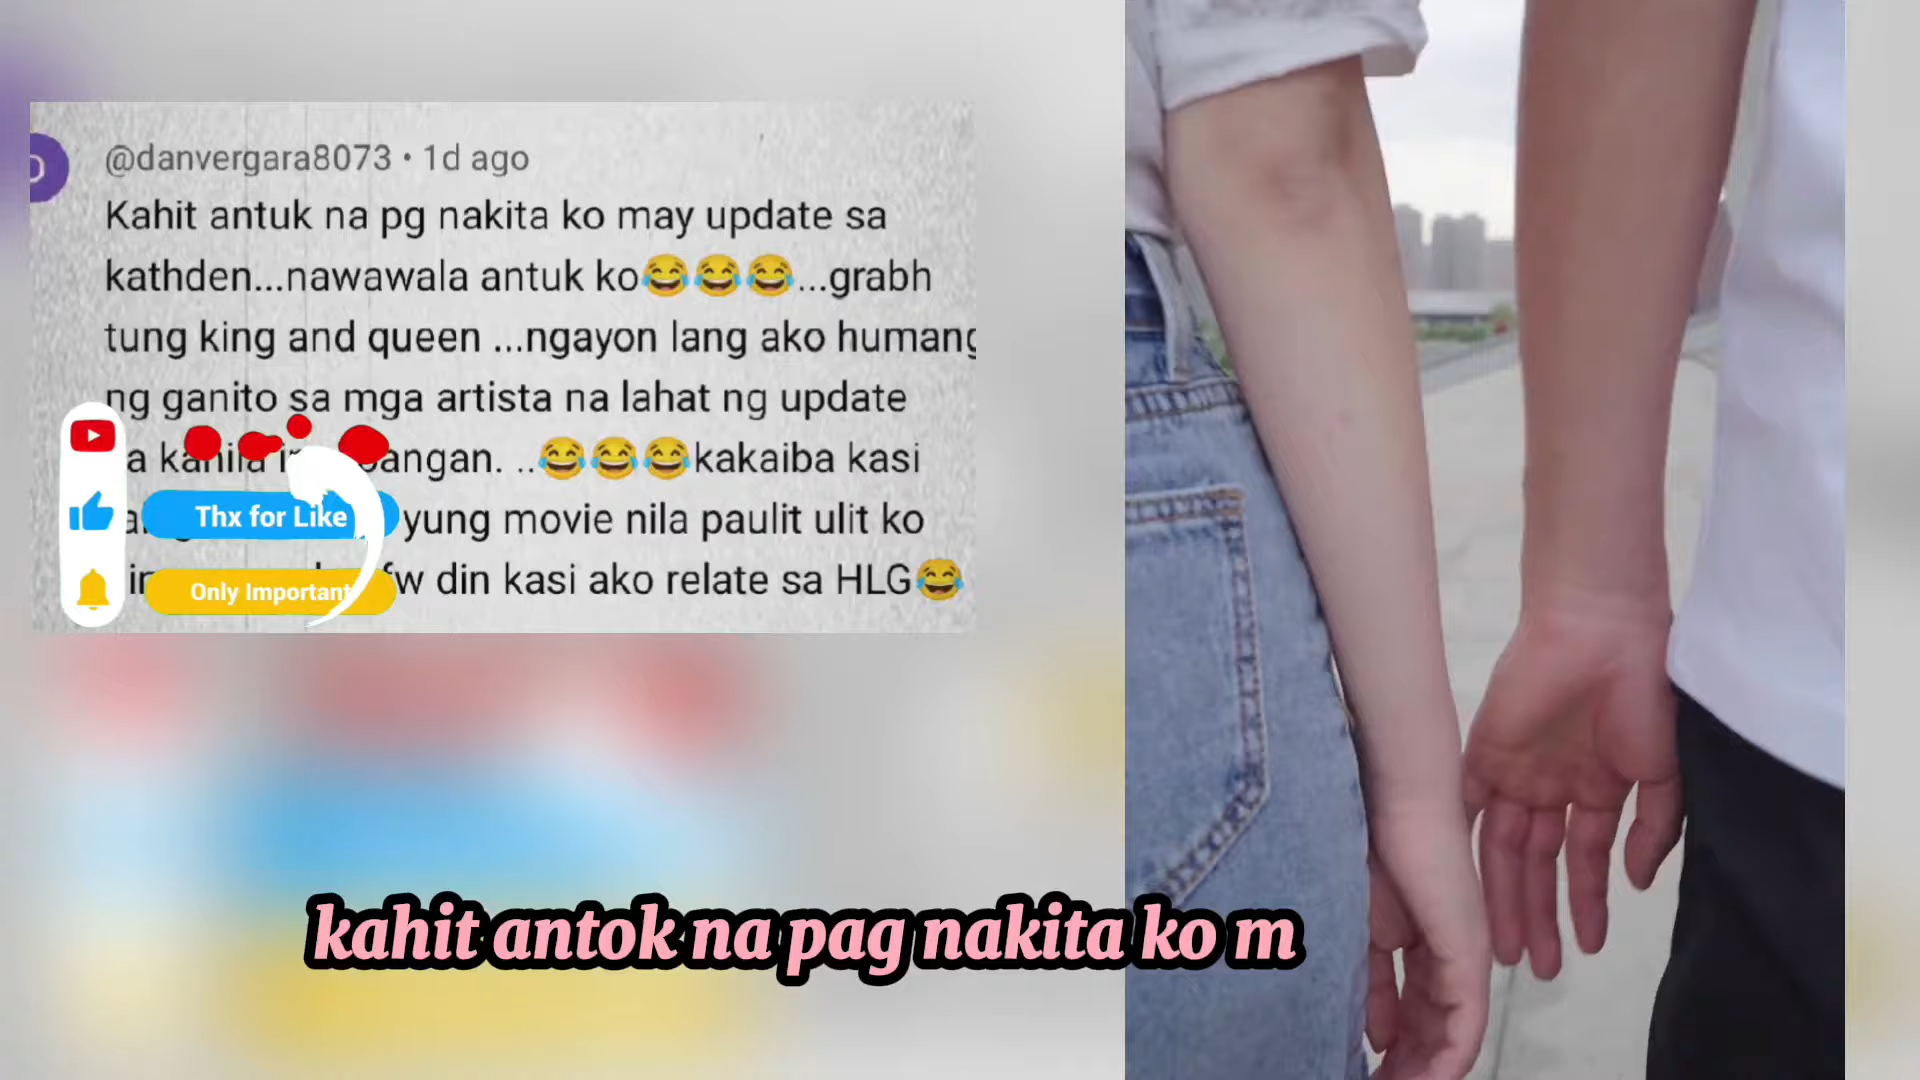 @danvergara8073 • 1d ago
Kahit antuk na pg nakita ko may update sa
kathden...nawawala antuk ko😂😂😂...grabh
tung king and queen ...ngayon lang ako humang
ng ganito sa mga artista na lahat ng update
😂😂😂kakaiba kasi
yung movie nila paulit ulit ko
din kasi ako relate sa HLG😂
Thx for Like
Only Important
kahit antok na pag nakita ko m